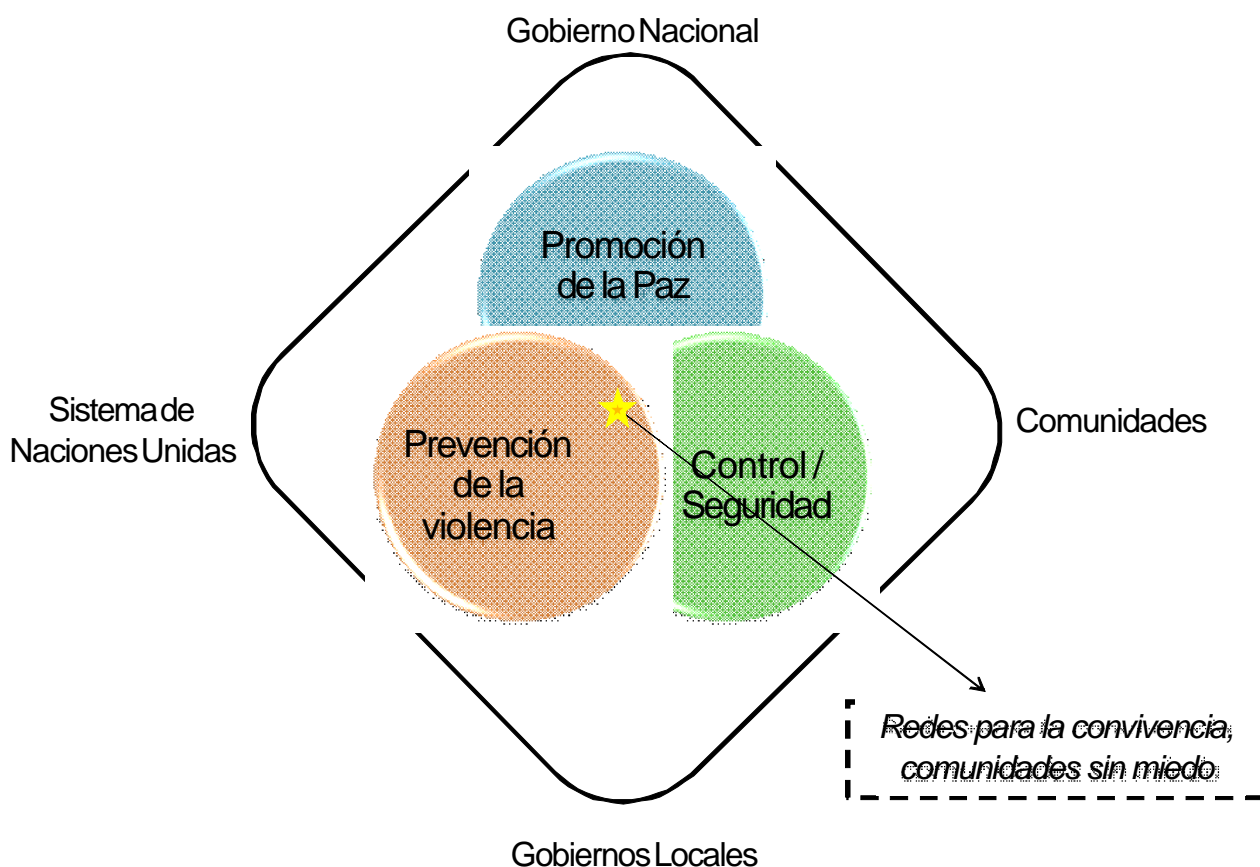 Gobierno Nacional
Promoción
de la Paz
Sistema de
Naciones Unidas
Prevención
de la
violencia
Control /
Seguridad
Comunidades
Redes para la convivencia,
comunidades sin miedo
Gobiernos Locales